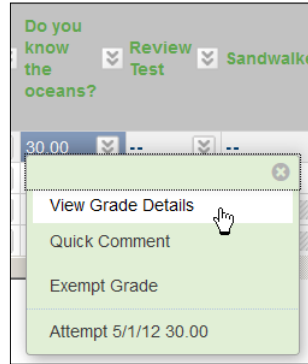 Do you
know
the
oceans?
Review
Test
Sandwalke
30.00
--
--
View Grade Details
Quick Comment
Exempt Grade
Attempt 5/1/12 30.00